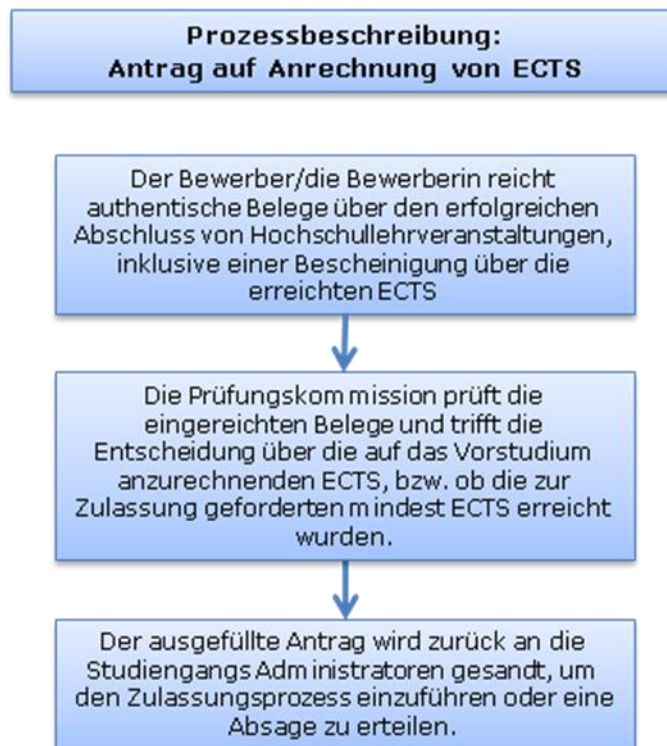 Prozessbeschreibung:
Antrag auf Anrechnung von ECTS
Der Bewerber/die Bewerberin reicht
authentische Belege über den erfolgreichen
Abschluss von Hochschullehrveranstaltungen,
inklusive einer Bescheinigung über die
erreichten ECTS
Die Prüfungskom mission prüft die
eingereichten Belege und trifft die
Entscheidung über die auf das Vorstudium
anzurechnenden ECTS, bzw. ob die zur
Zulassung geforderten mindest ECTS erreicht
wurden.
Der ausgefüllte Antrag wird zurück an die
Studiengangs Administratoren gesandt, um
den Zulassungsprozess einzuführen oder eine
Absage zu erteilen.